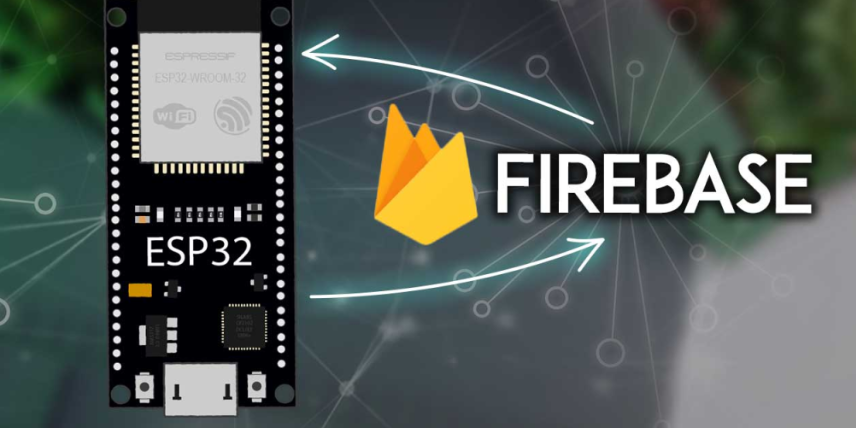 ESPRESSIF
ESP32-WROOM-32
WiFi
FIREBASE
ESP32